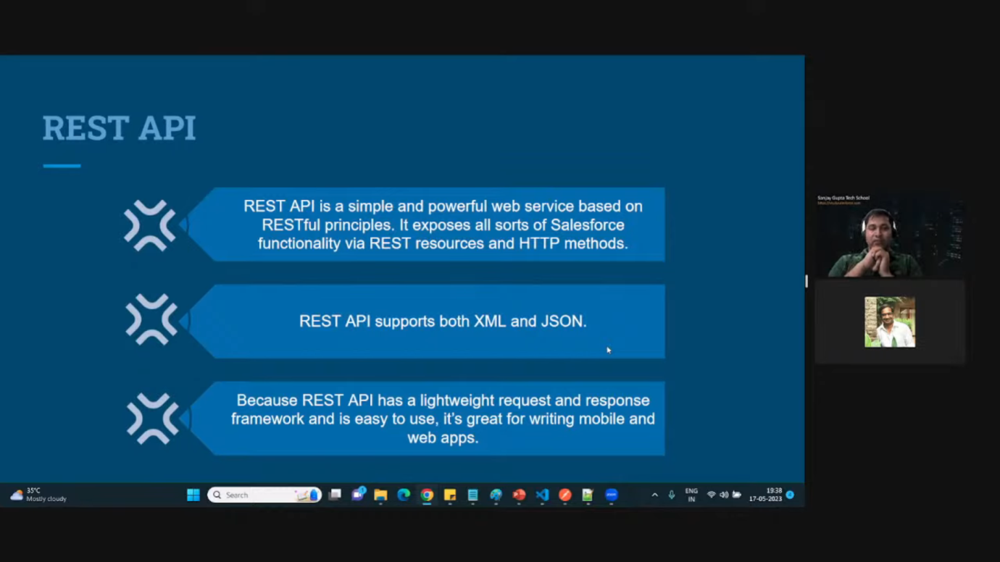 REST API
REST API is a simple and powerful web service based on
RESTful principles. It exposes all sorts of Salesforce
functionality via REST resources and HTTP methods.
REST API supports both XML and JSON.
Because REST API has a lightweight request and response
framework and is easy to use, it's great for writing mobile and
web apps.
Sanjay Gupta Tech School
35°C
Mostly cloudy
Search
ENG
IN
19:38
17-05-2023